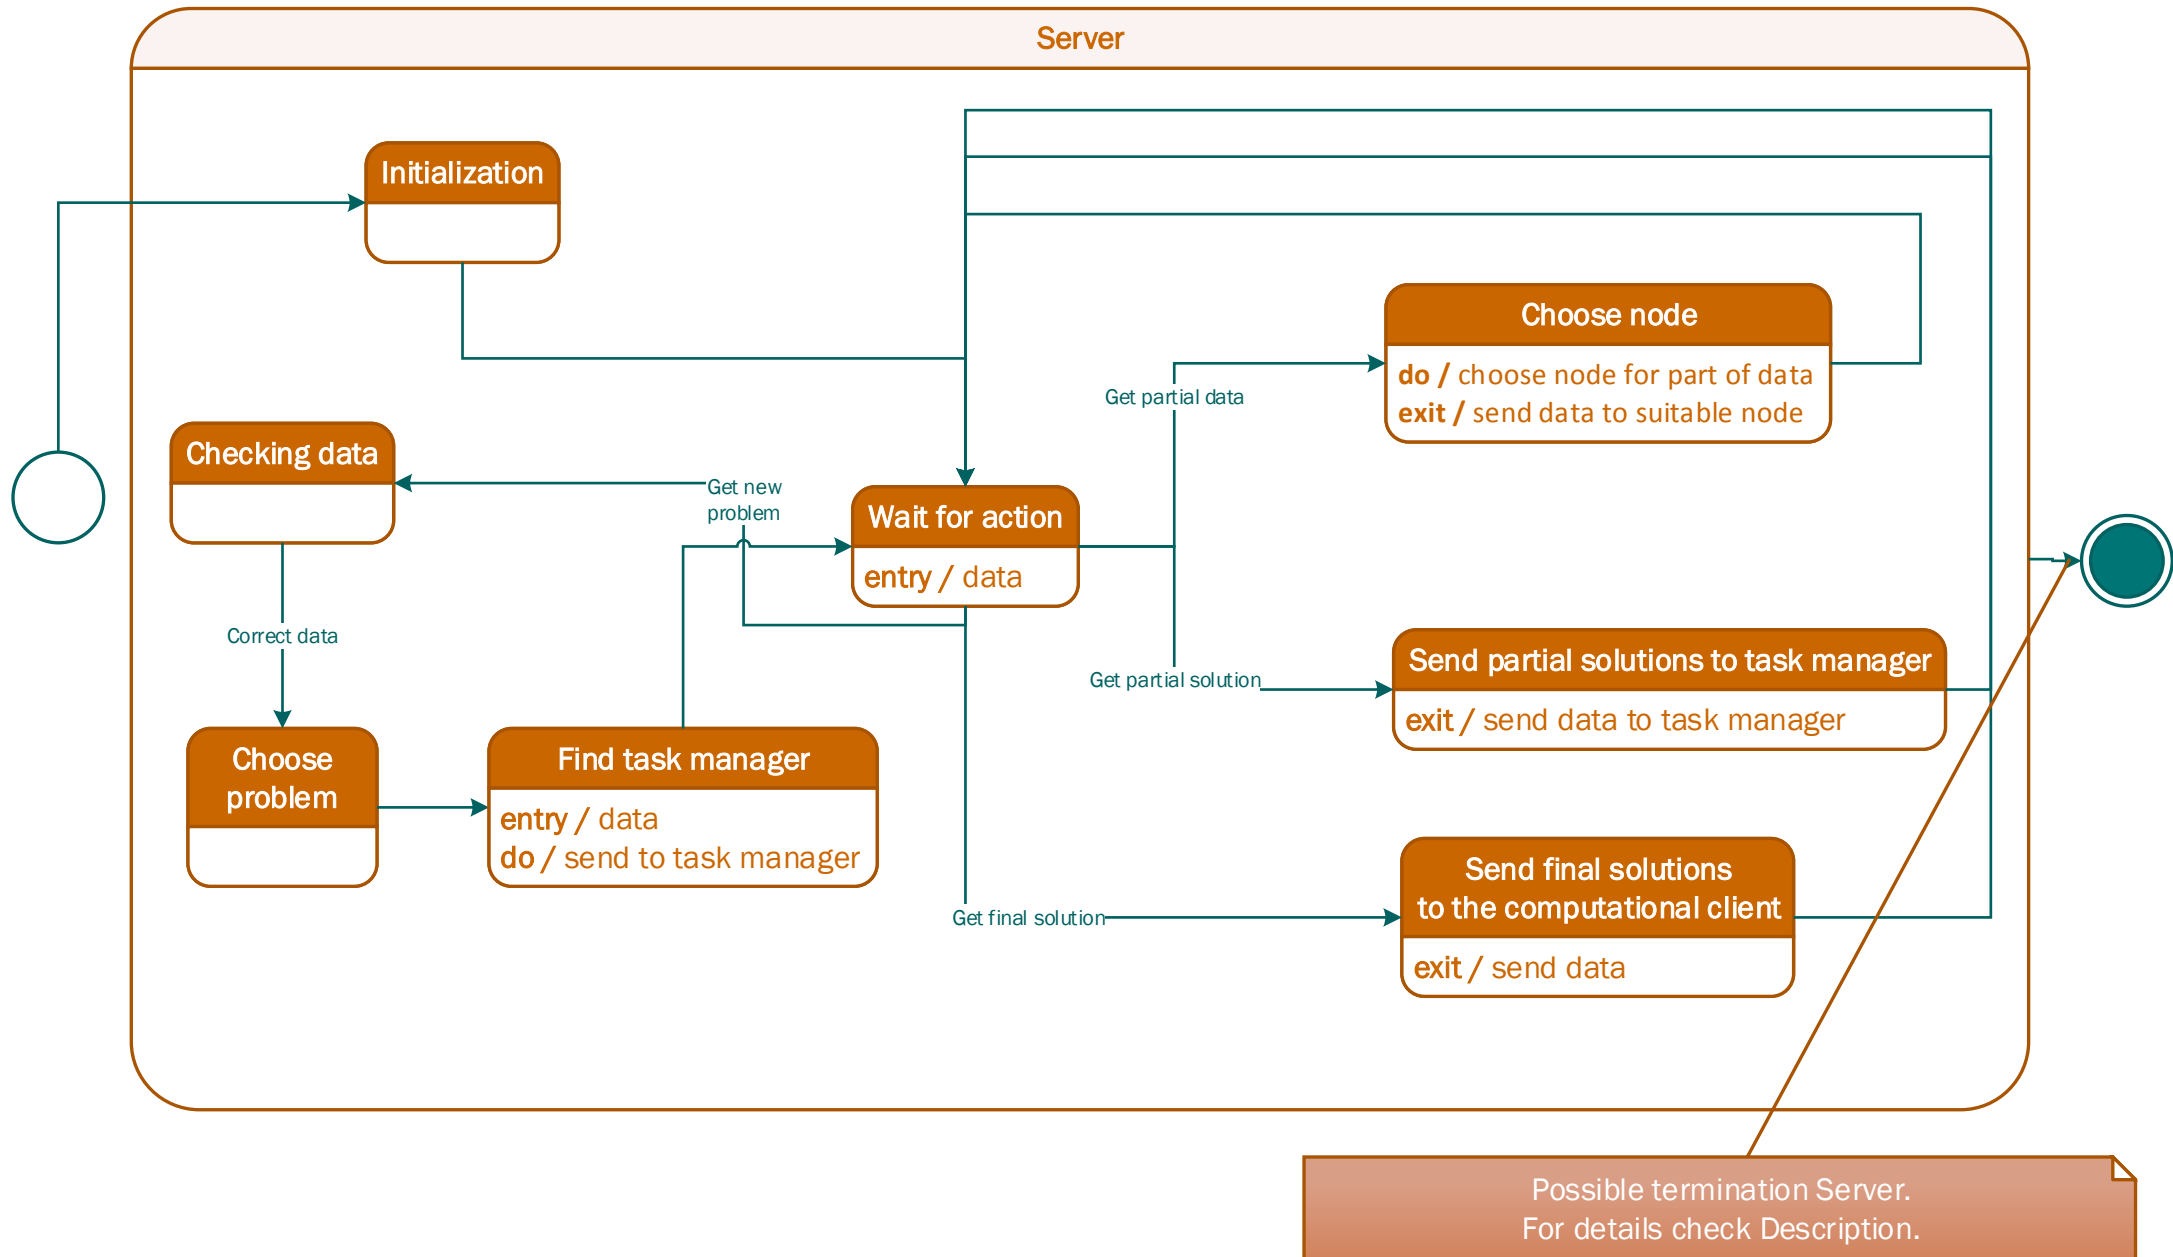 Server
Initialization
Choose node
do / choose node for part of data
exit / send data to suitable node
Get partial data
Checking data
Get new
problem
Wait for action
entry / data
Correct data
Get partial solution
Send partial solutions to task manager
exit / send data to task manager
Choose
problem
Find task manager
entry / data
do / send to task manager
Send final solutions
to the computational client
exit / send data
Get final solution
Possible termination Server.
For details check Description.